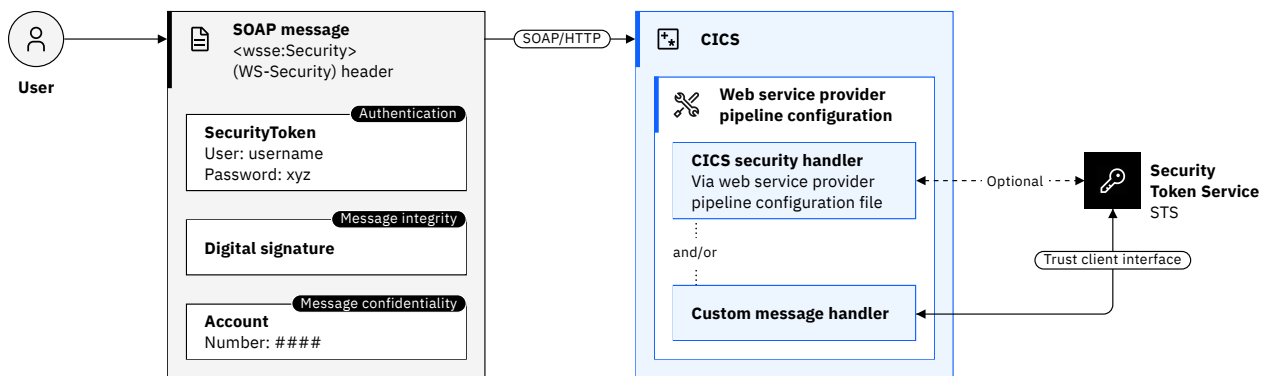 User
SOAP message
<wsse:Security>
(WS-Security) header
Authentication
SecurityToken
User: username
Password: xyz
Message integrity
Digital signature
Message confidentiality
Account
Number: ####
SOAP/HTTP
CICS
Web service provider
pipeline configuration
CICS security handler
Via web service provider
pipeline configuration file
and/or
Custom message handler
Optional
Security
Token Service
STS
Trust client interface